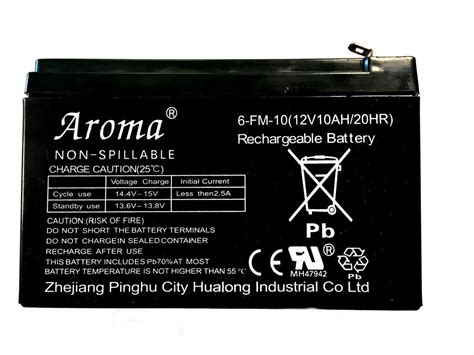 Aroma®
6-FM-10(12V10AH/20HR)
Rechargeable Battery
NON-SPILLABLE
CHARGE CAUTION(25℃)
Voltage Charge Initial Current
Cycle use 14.4V- 15V Less then2.5A
Standby use 13.6V - 13.8V
CAUTION:(RISK OF FIRE)
DO NOT SHORT THE BATTERY TERMINALS
DO NOT CHARGE IN SEALED CONTAINER
RECHARGE AFTER USE
THIS BATTERY INCLUDES Pb70%AT MOST
BATTERY TEMPERATURE IS NOT HIGHER THAN 55 ℃
Pb
CE
UL®
MH47942
Pb
Zhejiang Pinghu City Hualong Industrial Co Ltd